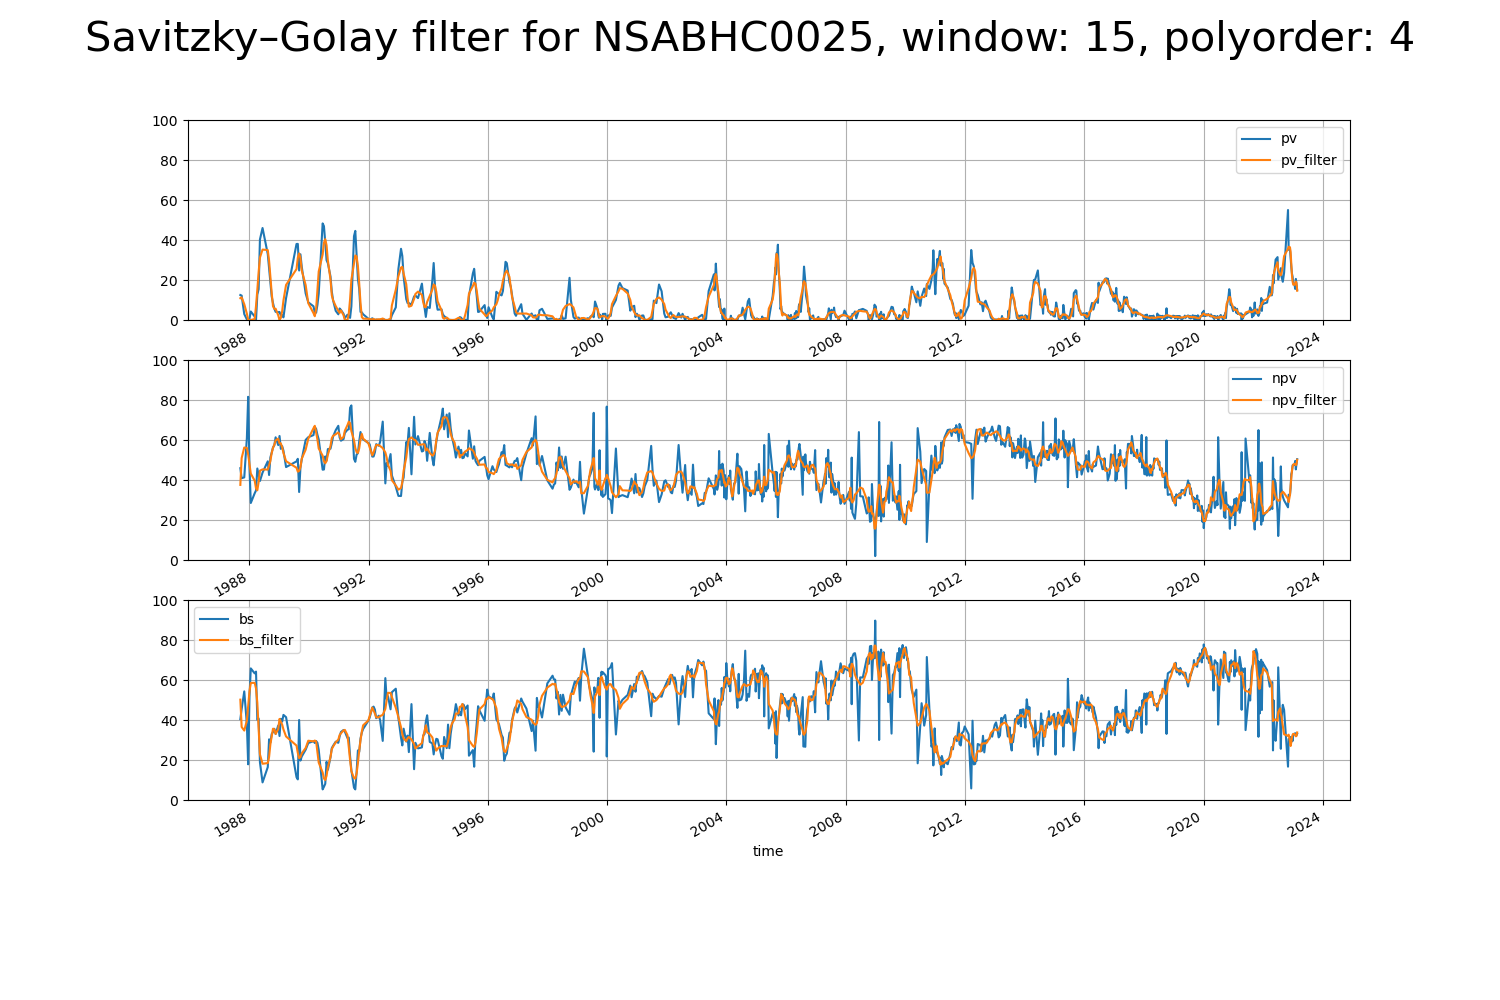 Savitzky–Golay filter for NSABHC0025, window: 15, polyorder: 4
100
80
60
40
20
0
pv
pv_filter
1988 1992 1996 2000 2004 2008 2012 2016 2020 2024
100
80
60
40
20
0
npv
npv_filter
1988 1992 1996 2000 2004 2008 2012 2016 2020 2024
100
80
60
40
20
0
bs
bs_filter
1988 1992 1996 2000 2004 2008 2012 2016 2020 2024
time